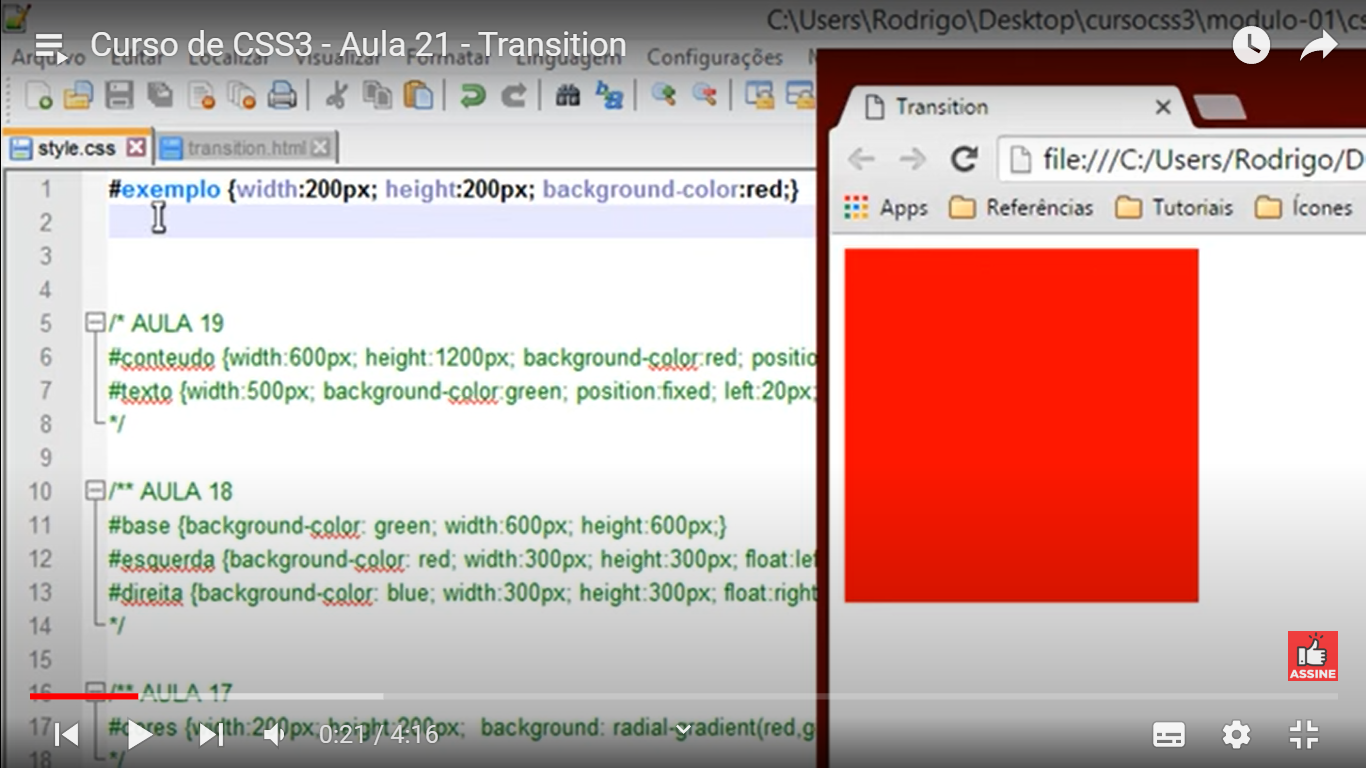 C:\Users\Rodrigo\Desktop\cursocss3\modulo-01\cs
Curso de CSS3 - Aula 21 - Transition
Arquivo Editar Localizar Visualizar Formatar Linguagem Configurações
style.css
transition.html
Transition
file:///C:/Users/Rodrigo/D
Apps Referências Tutoriais Ícones
1 #exemplo {width:200px; height:200px; background-color:red;}
2
3
4
5 /* AULA 19
6 #conteudo {width:600px; height:1200px; background-color:red; positio
7 #texto {width:500px; background-color:green; position:fixed; left:20px;
8 */
9
10 /** AULA 18
11 #base {background-color: green; width:600px; height:600px;}
12 #esquerda {background-color: red; width:300px; height:300px; float:lef
13 #direita {background-color: blue; width:300px; height:300px; float:right
14 */
15
16 /** AULA 17
17 #cores {width:200px; height:200px; background: radial-gradient(red,g
18 */
ASSINE
0:21 / 4:16